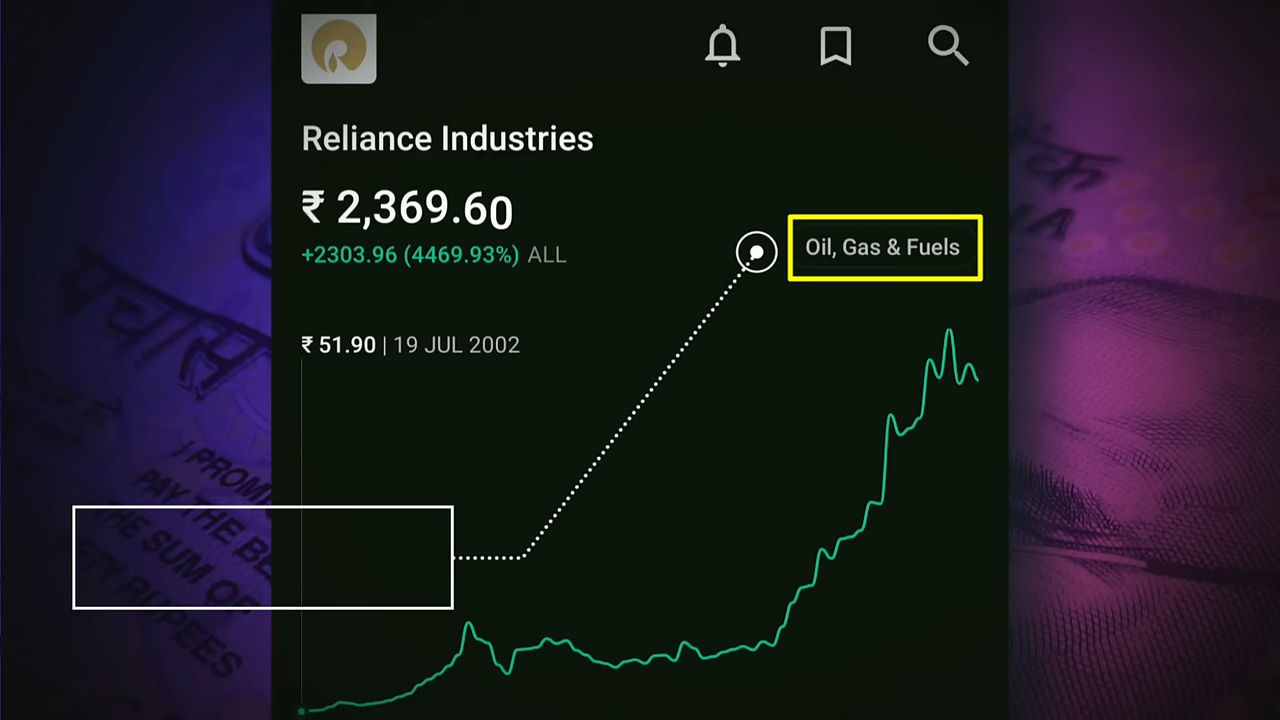 Reliance Industries
₹ 2,369.60
+2303.96 (4469.93%) ALL
Oil, Gas & Fuels
₹ 51.90 | 19 JUL 2002
पचास
I PROMI
PAY THE BE
THE SUM OF
RUPEES